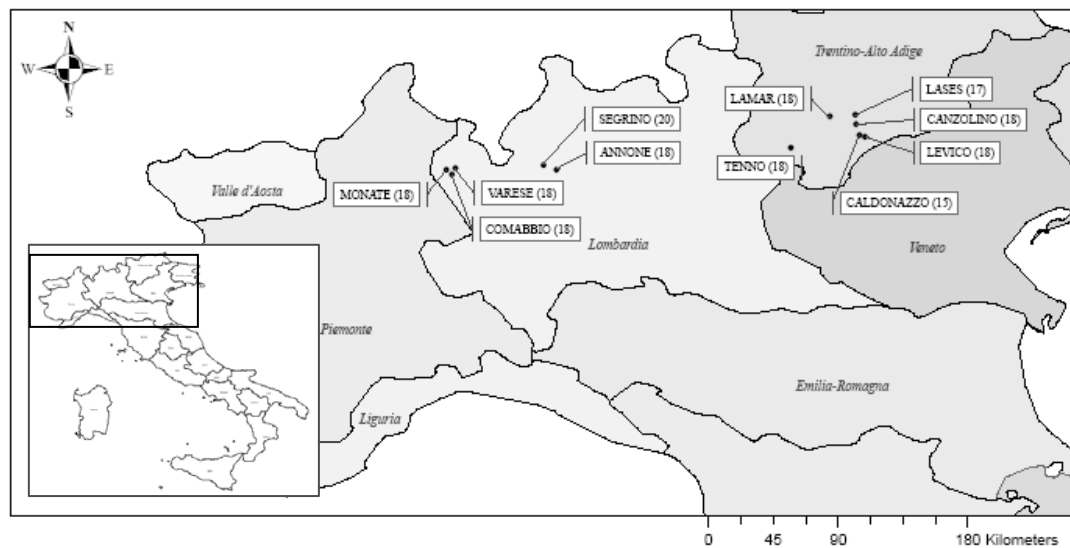 N
W E
S
Trentino-Alto Adige
LAMAR (18)
LASES (17)
CANZOLINO (18)
LEVICO (18)
TENNO (18)
CALDONAZZO (15)
SEGRINO (20)
ANNONE (18)
MONATE (18)
VARESE (18)
COMABBIO (18)
Valle d'Aosta
Lombardia
Veneto
Piemonte
Emilia-Romagna
Liguria
0 45 90 180 Kilometers